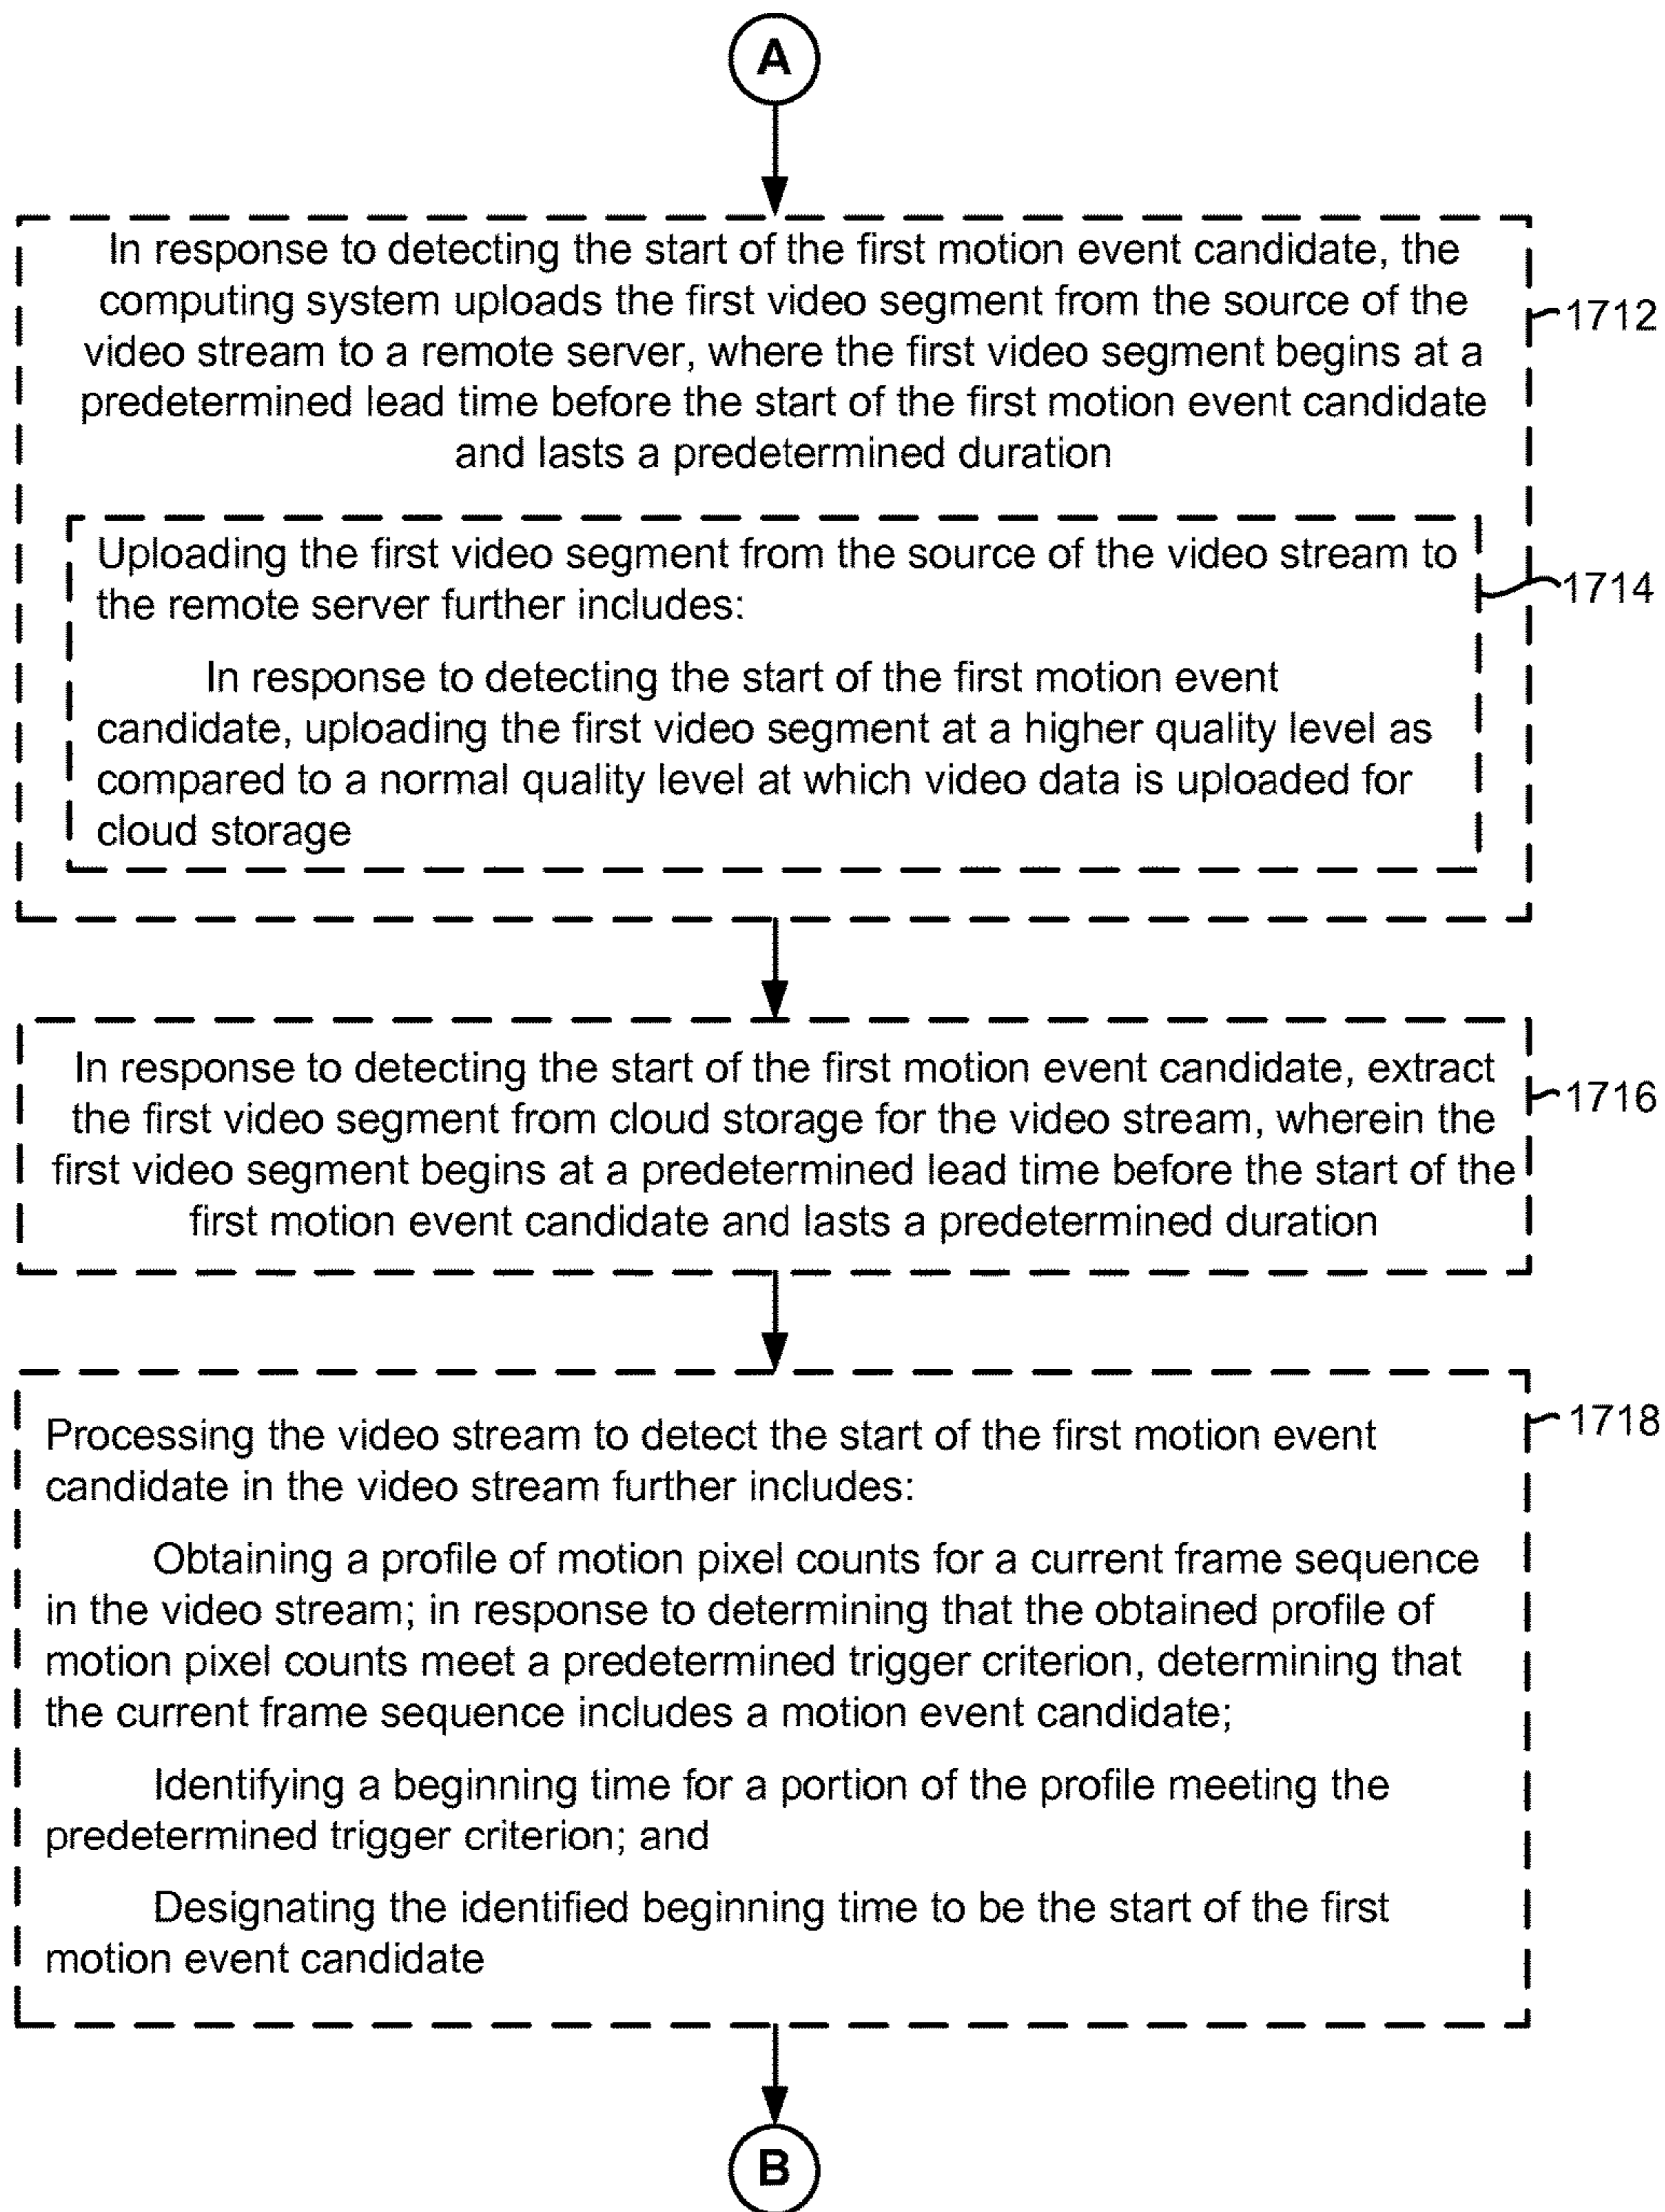 A
In response to detecting the start of the first motion event candidate, the
computing system uploads the first video segment from the source of the
video stream to a remote server, where the first video segment begins at a
predetermined lead time before the start of the first motion event candidate
and lasts a predetermined duration
1712
Uploading the first video segment from the source of the video stream to
the remote server further includes:
1714
In response to detecting the start of the first motion event
candidate, uploading the first video segment at a higher quality level as
compared to a normal quality level at which video data is uploaded for
cloud storage
In response to detecting the start of the first motion event candidate, extract
the first video segment from cloud storage for the video stream, wherein the
first video segment begins at a predetermined lead time before the start of the
first motion event candidate and lasts a predetermined duration
1716
Processing the video stream to detect the start of the first motion event
candidate in the video stream further includes:
1718
Obtaining a profile of motion pixel counts for a current frame sequence
in the video stream; in response to determining that the obtained profile of
motion pixel counts meet a predetermined trigger criterion, determining that
the current frame sequence includes a motion event candidate;
Identifying a beginning time for a portion of the profile meeting the
predetermined trigger criterion; and
Designating the identified beginning time to be the start of the first
motion event candidate
B